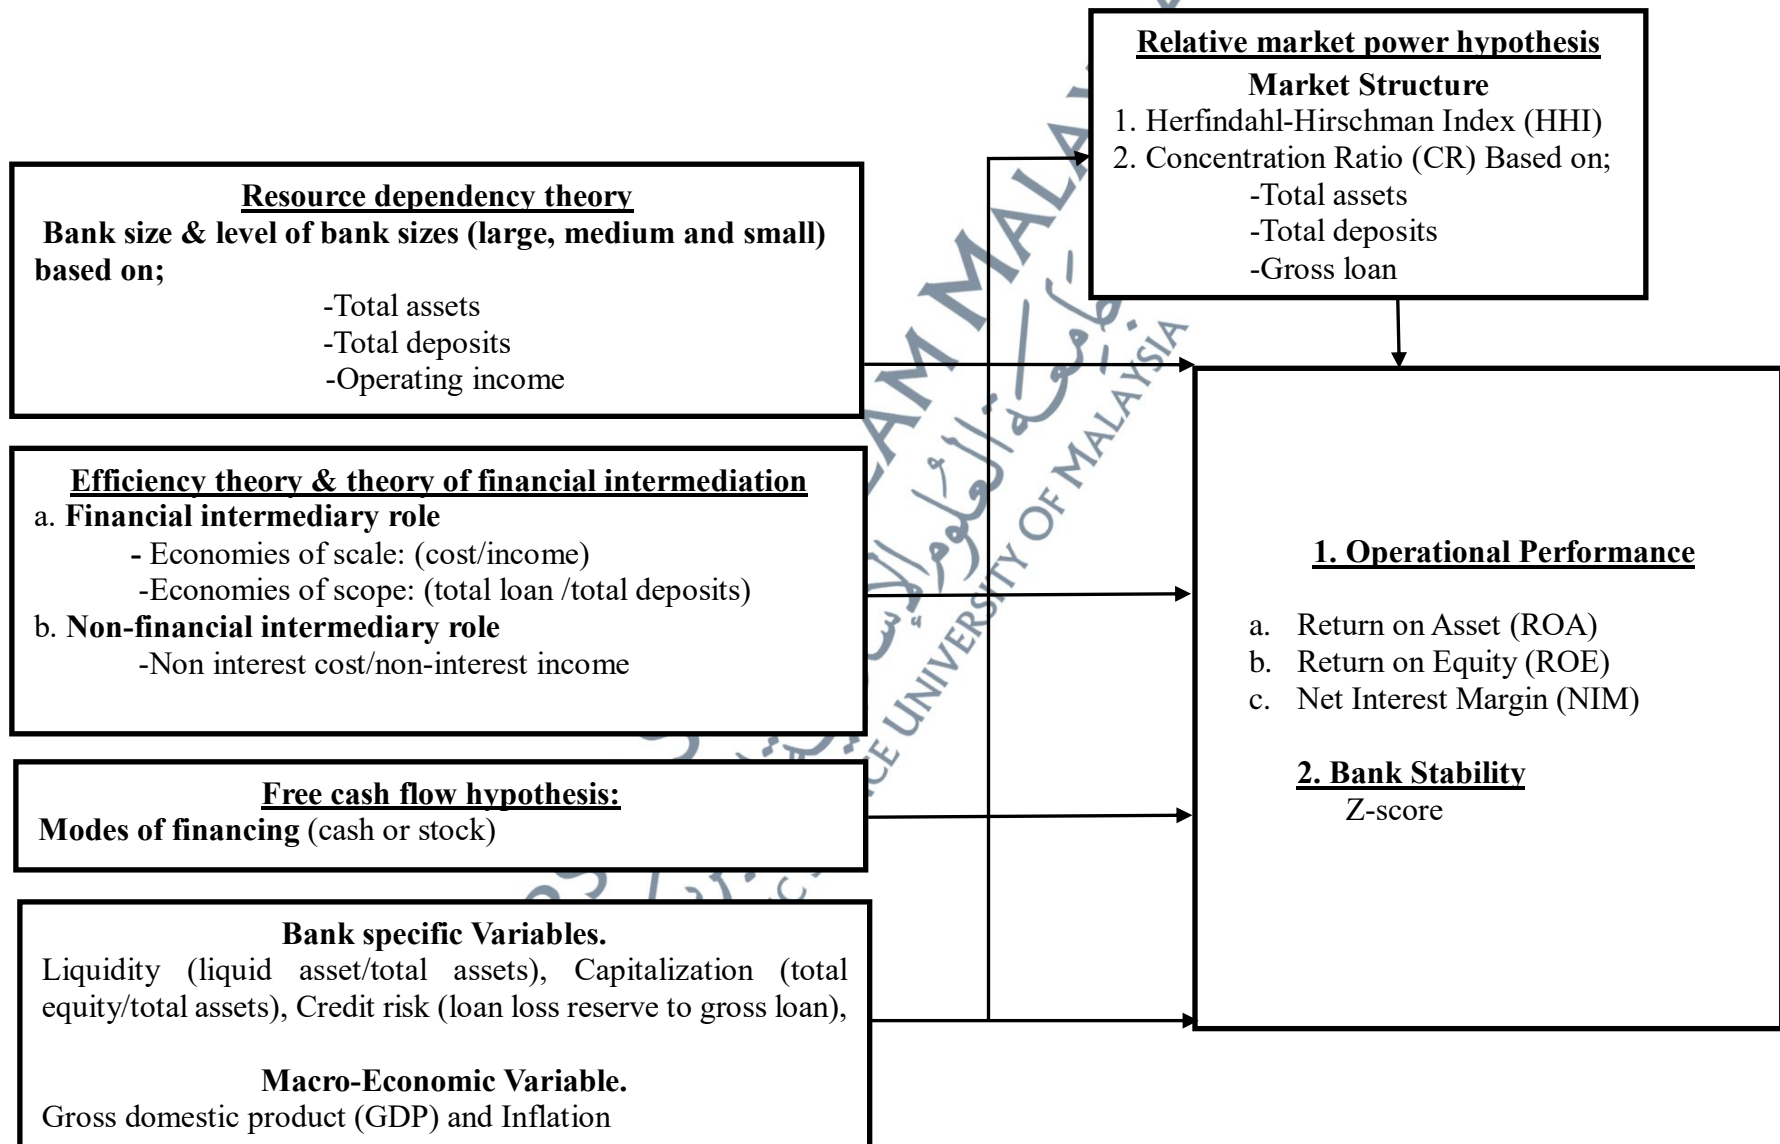 Relative market power hypothesis
Market Structure
1. Herfindahl-Hirschman Index (HHI)
2. Concentration Ratio (CR) Based on;
-Total assets
-Total deposits
-Gross loan
Resource dependency theory
Bank size & level of bank sizes (large, medium and small)
based on;
-Total assets
-Total deposits
-Operating income
Efficiency theory & theory of financial intermediation
a. Financial intermediary role
- Economies of scale: (cost/income)
-Economies of scope: (total loan /total deposits)
b. Non-financial intermediary role
-Non interest cost/non-interest income
Free cash flow hypothesis:
Modes of financing (cash or stock)
Bank specific Variables.
Liquidity (liquid asset/total assets), Capitalization (total
equity/total assets), Credit risk (loan loss reserve to gross loan),
Macro-Economic Variable.
Gross domestic product (GDP) and Inflation
1. Operational Performance
a. Return on Asset (ROA)
b. Return on Equity (ROE)
c. Net Interest Margin (NIM)
2. Bank Stability
Z-score
UNIVERSITY OF MALAYSIA